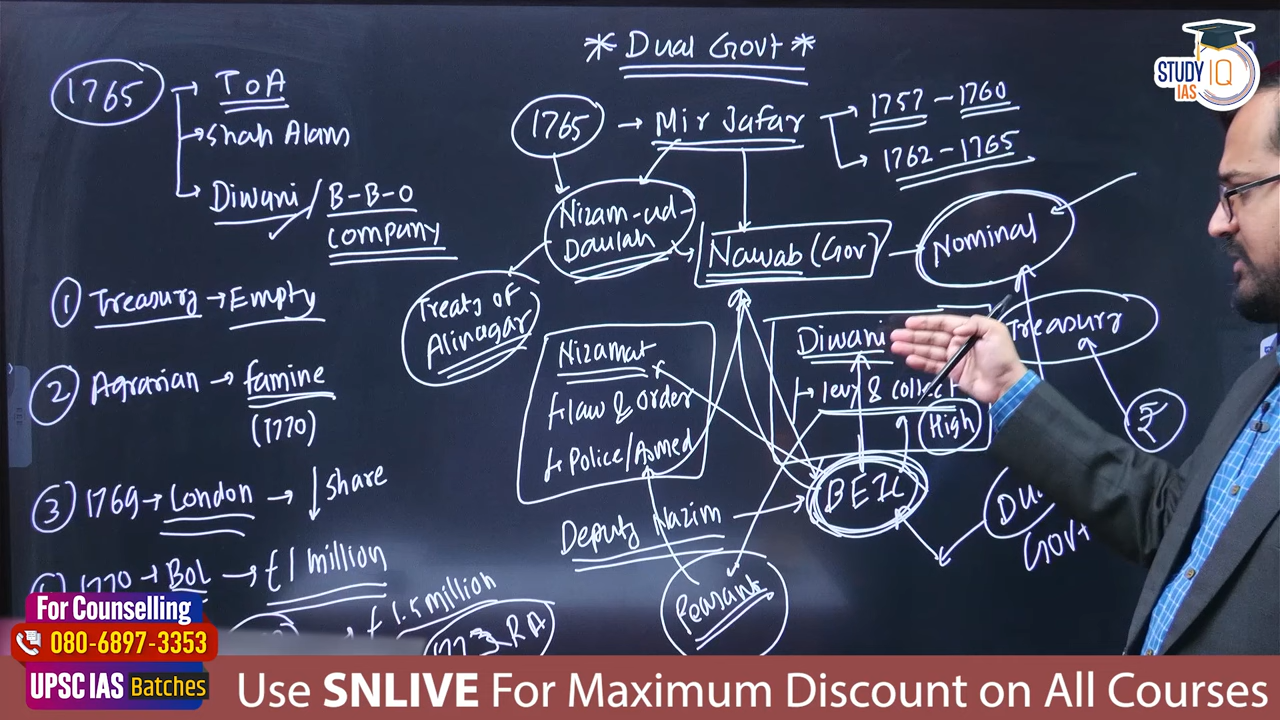 * Dual Govt *
1765 → ToA
→ Shah Alam
→ Diwani / B-B-O
Company
① Treasury → Empty
② Agrarian → famine
(1770)
③ 1769 → London → ↓ share
1770 → BoE → £1 million
→ £1.5 million
1773 RA
1765 → Mir Jafar → 1757 - 1760
→ 1762 - 1765
Nizam-ud-
Daulah
Nawab (Gov)
Nominal
Treaty of
Alinagar
Nizamat
Law & Order
Police/Armed
Diwani
levy & collect
High
Treasury
₹
Deputy Nazim
BEIC
Govt
Peasant
STUDY IQ
IAS
For Counselling
080-6897-3353
UPSC IAS Batches
Use SNLIVE For Maximum Discount on All Courses